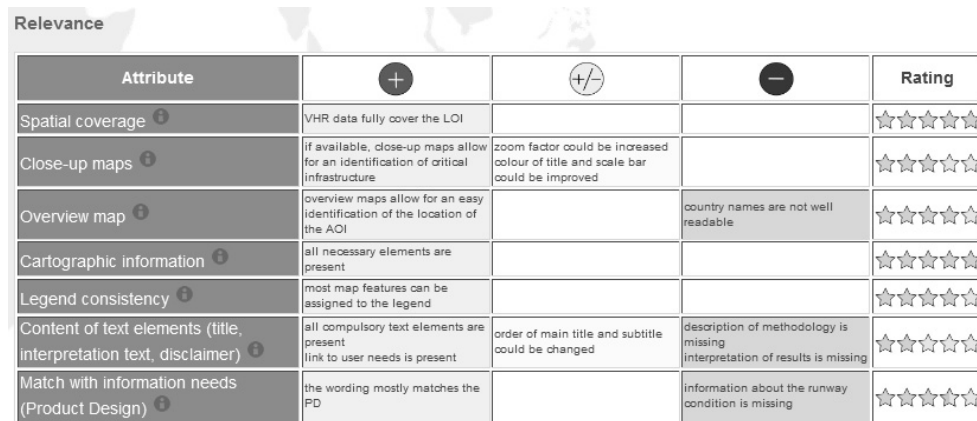 Relevance
Attribute
+
+/−
−
Rating
Spatial coverage i
VHR data fully cover the LOI
Close-up maps i
if available, close-up maps allow
for an identification of critical
infrastructure
zoom factor could be increased
colour of title and scale bar
could be improved
Overview map i
overview maps allow for an easy
identification of the location of
the AOI
country names are not well
readable
Cartographic information i
all necessary elements are
present
Legend consistency i
most map features can be
assigned to the legend
Content of text elements (title,
interpretation text, disclaimer) i
all compulsory text elements are
present
link to user needs is present
order of main title and subtitle
could be changed
description of methodology is
missing
interpretation of results is missing
Match with information needs
(Product Design) i
the wording mostly matches the
PD
information about the runway
condition is missing